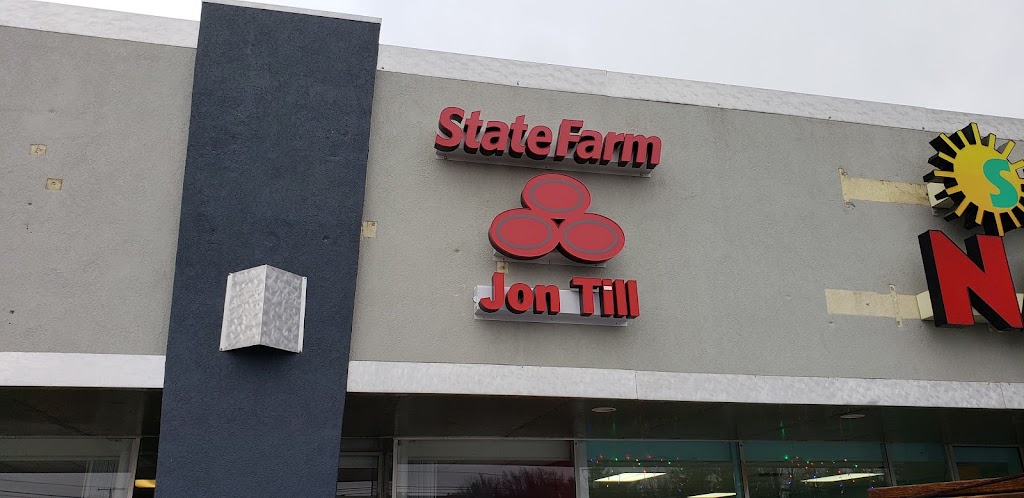 State Farm
Jon Till
S
N